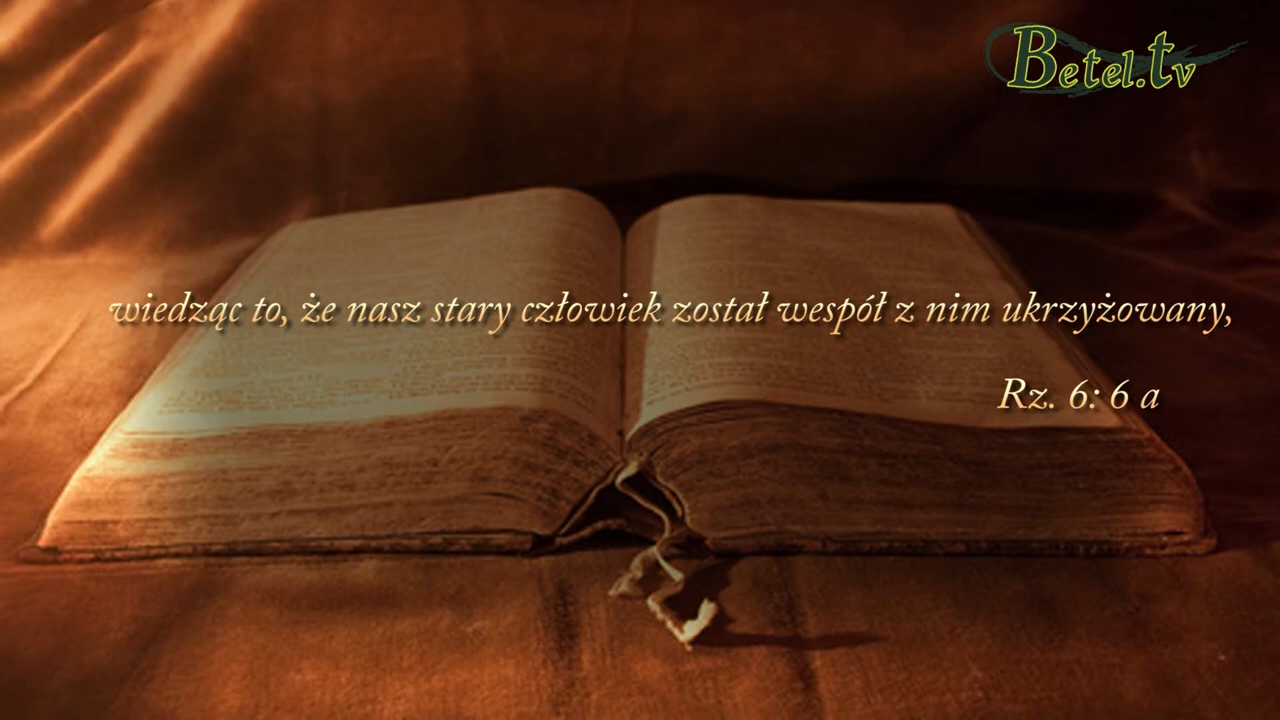 Betel.tv
wiedząc to, że nasz stary człowiek został wespół z nim ukrzyżowany,
Rz. 6: 6 a